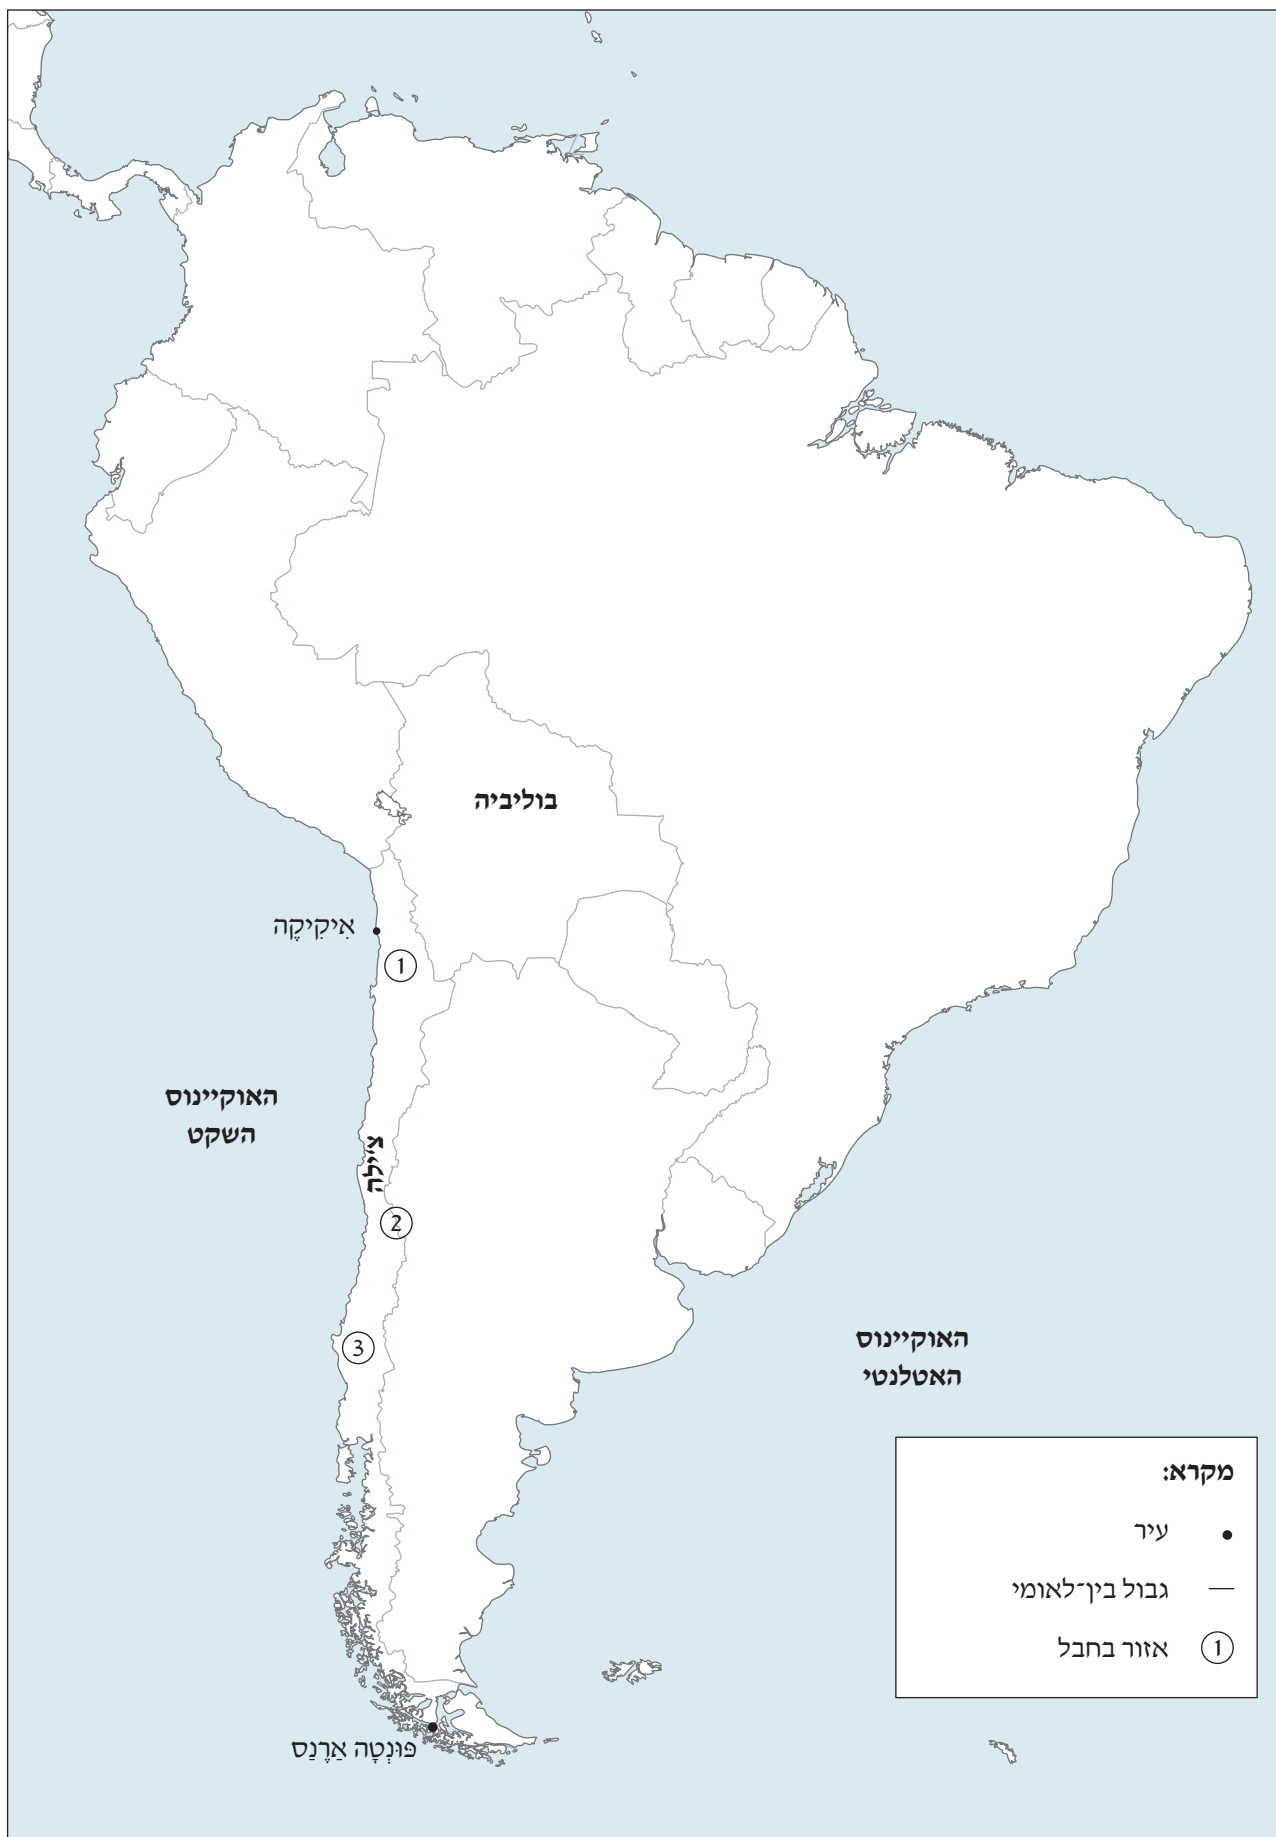 בוליביה
אִיקִיקֶה
1
האוקיינוס
השקט
צ׳ילה
2
3
האוקיינוס
האטלנטי
מקרא:
עיר
גבול בין־לאומי
1 אזור בחבל
פּוּנְטָה אַרֶנַס